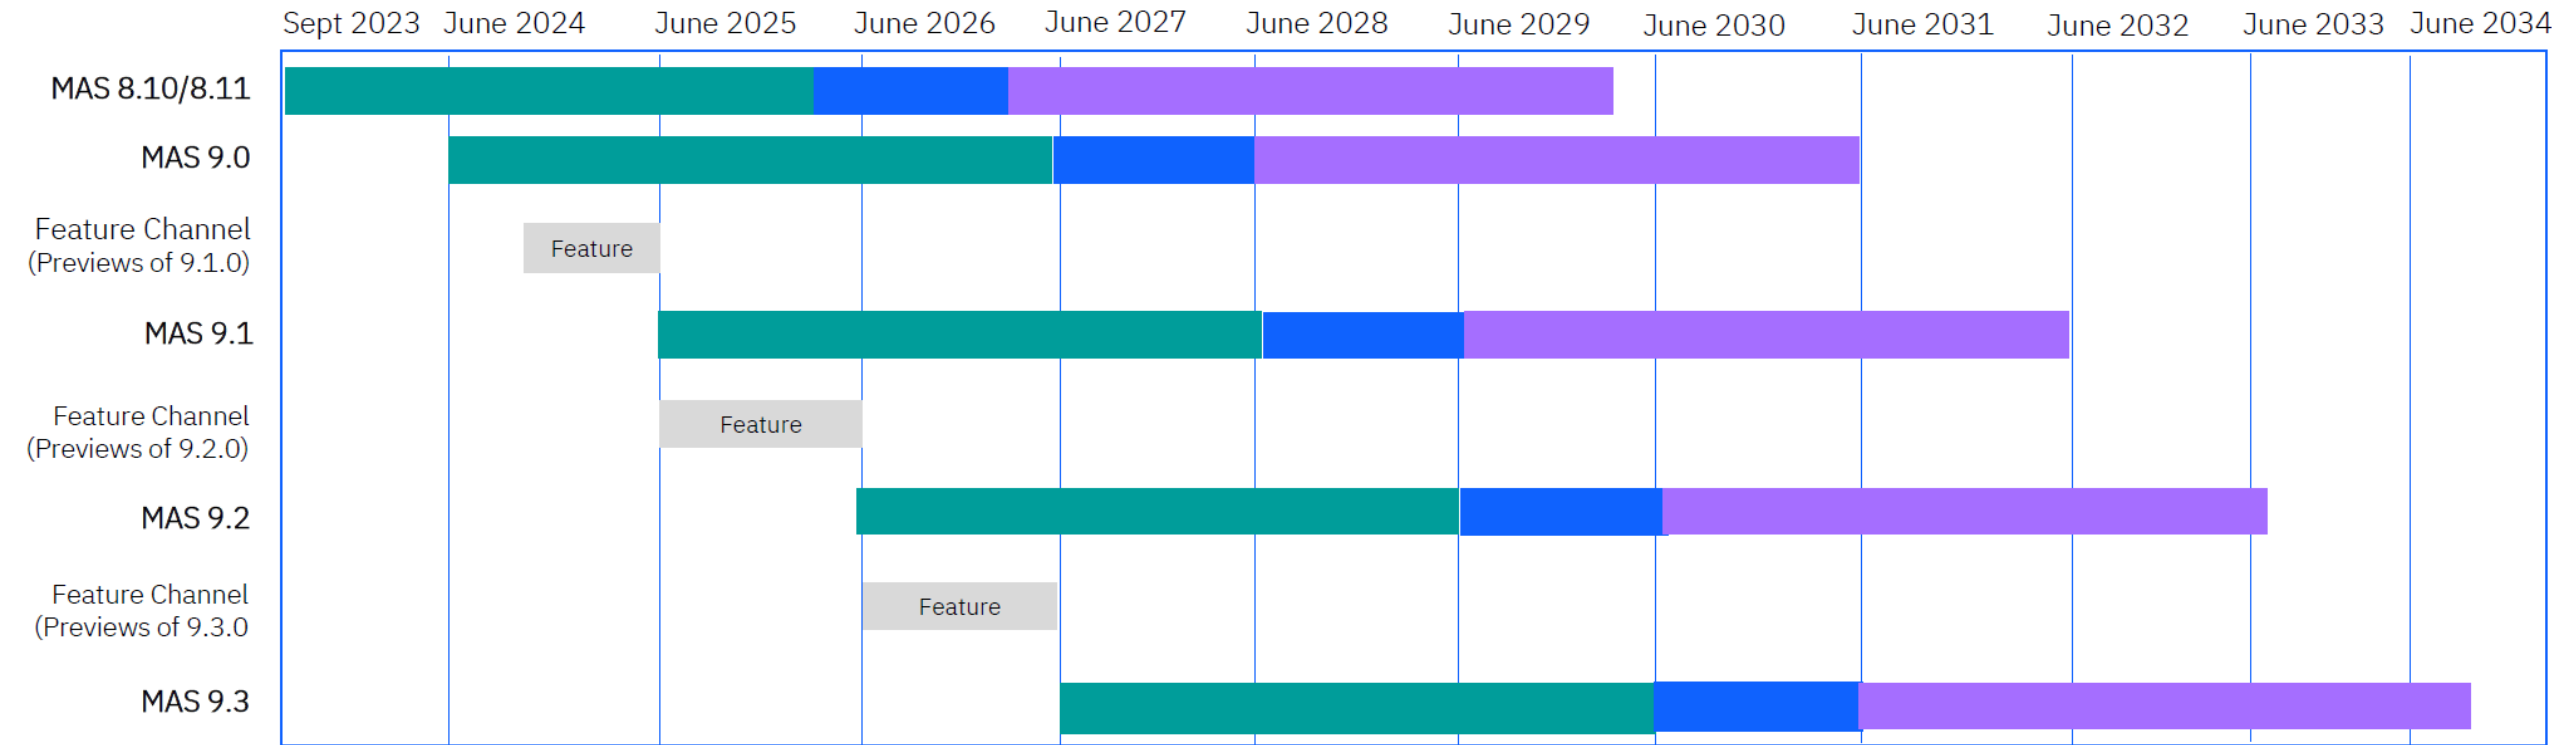 Sept 2023 June 2024 June 2025 June 2026 June 2027 June 2028 June 2029 June 2030 June 2031 June 2032 June 2033 June 2034
MAS 8.10/8.11
MAS 9.0
Feature Channel
(Previews of 9.1.0)
Feature
MAS 9.1
Feature Channel
(Previews of 9.2.0)
Feature
MAS 9.2
Feature Channel
(Previews of 9.3.0
Feature
MAS 9.3